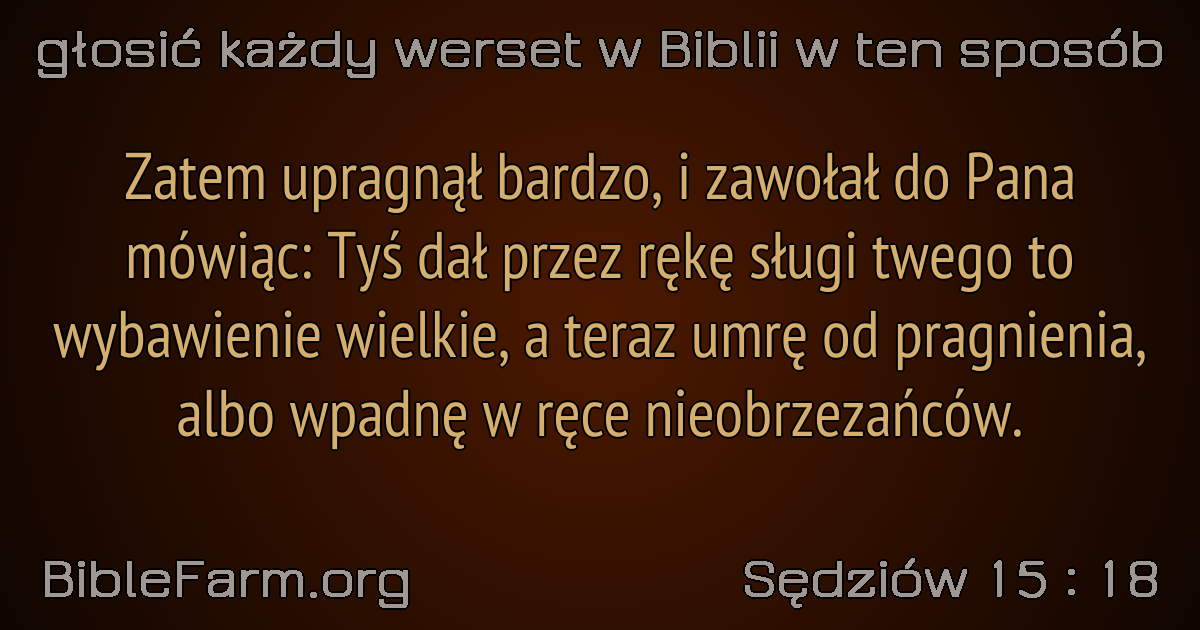 głosić każdy werset w Biblii w ten sposób
Zatem upragnął bardzo, i zawołał do Pana
mówiąc: Tyś dał przez rękę sługi twego to
wybawienie wielkie, a teraz umrę od pragnienia,
albo wpadnę w ręce nieobrzezańców.
BibleFarm.org
Sędziów 15 : 18